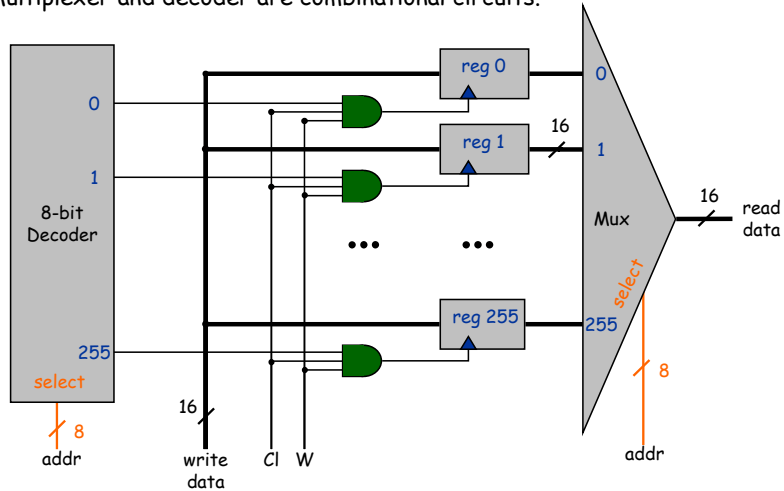 Multiplexer and decoder are combinational circuits.
reg 0
0
0
16
reg 1
1
1
16
8-bit
Decoder
Mux
read
data
•••
•••
select
reg 255
255
255
select
8
16
8
addr
write
data
Cl
W
addr